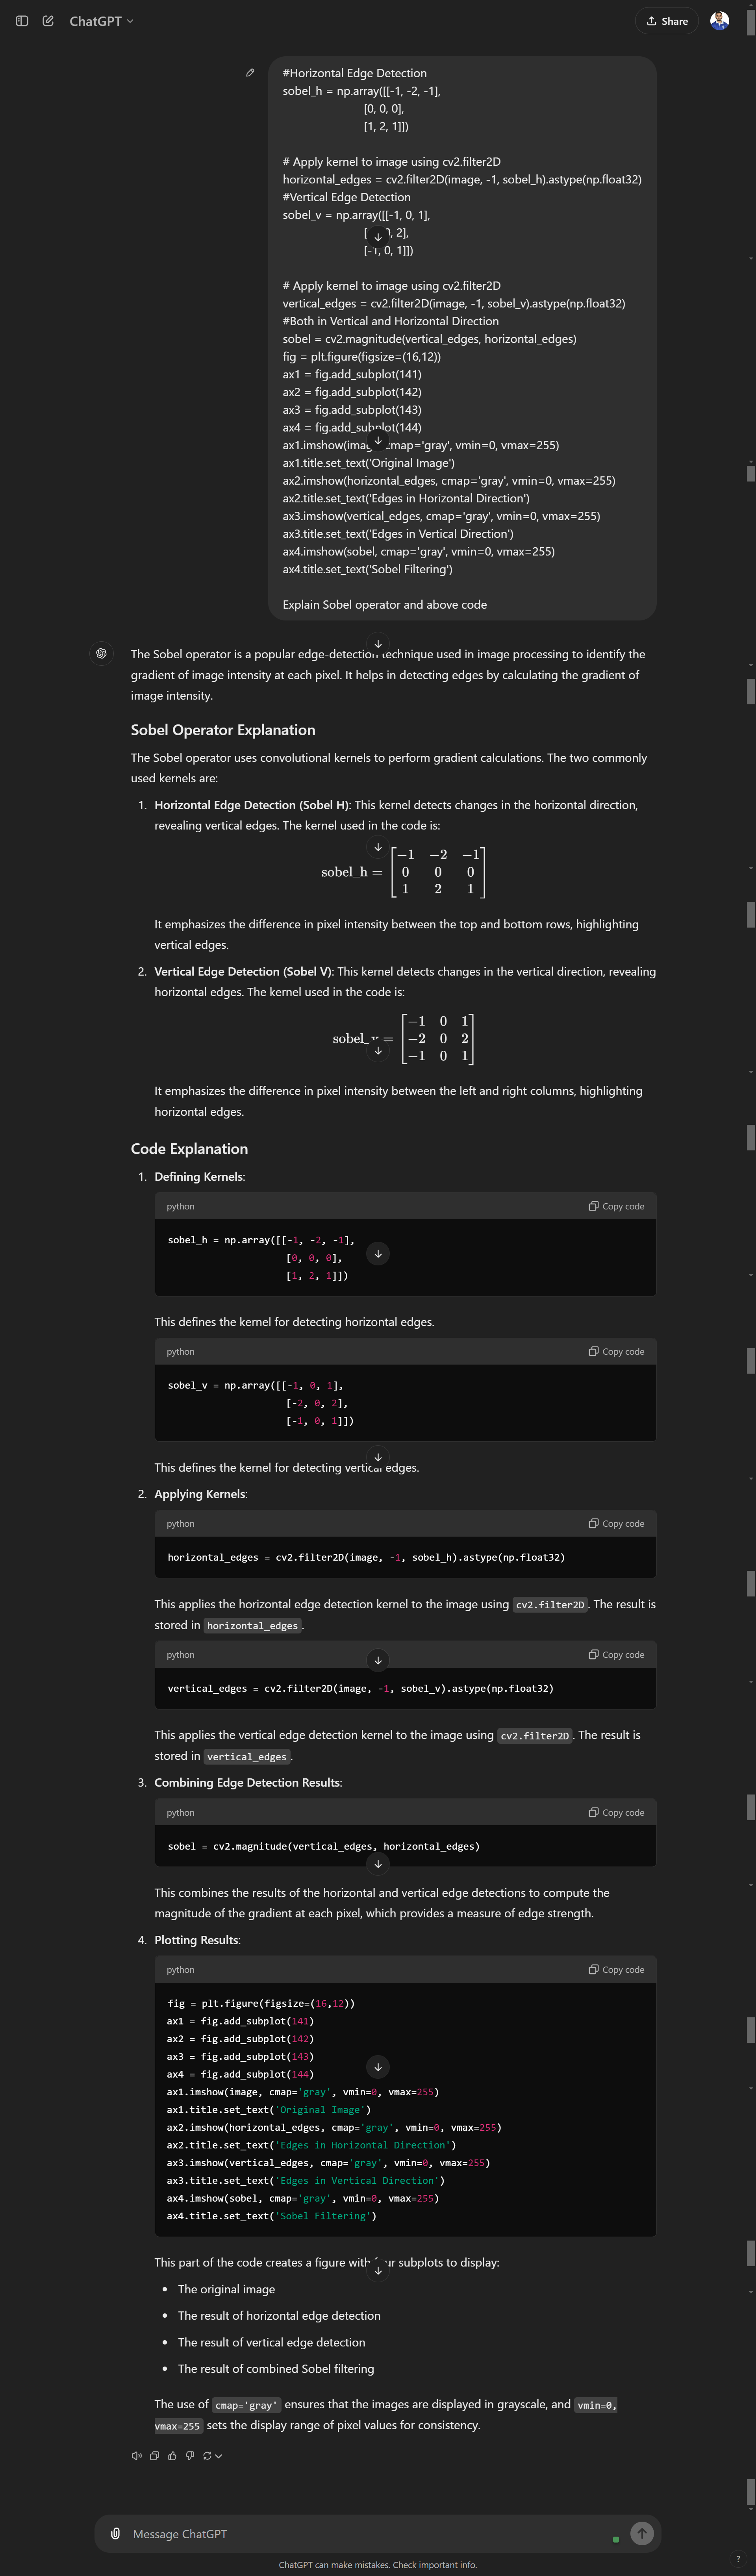 ChatGPT
Share
#Horizontal Edge Detection
sobel_h = np.array([[-1, -2, -1],
[0, 0, 0],
[1, 2, 1]])
# Apply kernel to image using cv2.filter2D
horizontal_edges = cv2.filter2D(image, -1, sobel_h).astype(np.float32)
#Vertical Edge Detection
sobel_v = np.array([[-1, 0, 1],
[ , 2],
[-1, 0, 1]])
# Apply kernel to image using cv2.filter2D
vertical_edges = cv2.filter2D(image, -1, sobel_v).astype(np.float32)
#Both in Vertical and Horizontal Direction
sobel = cv2.magnitude(vertical_edges, horizontal_edges)
fig = plt.figure(figsize=(16,12))
ax1 = fig.add_subplot(141)
ax2 = fig.add_subplot(142)
ax3 = fig.add_subplot(143)
ax4 = fig.add_subplot(144)
ax1.imshow(image, cmap='gray', vmin=0, vmax=255)
ax1.title.set_text('Original Image')
ax2.imshow(horizontal_edges, cmap='gray', vmin=0, vmax=255)
ax2.title.set_text('Edges in Horizontal Direction')
ax3.imshow(vertical_edges, cmap='gray', vmin=0, vmax=255)
ax3.title.set_text('Edges in Vertical Direction')
ax4.imshow(sobel, cmap='gray', vmin=0, vmax=255)
ax4.title.set_text('Sobel Filtering')
Explain Sobel operator and above code
The Sobel operator is a popular edge-detection technique used in image processing to identify the
gradient of image intensity at each pixel. It helps in detecting edges by calculating the gradient of
image intensity.
Sobel Operator Explanation
The Sobel operator uses convolutional kernels to perform gradient calculations. The two commonly
used kernels are:
1. Horizontal Edge Detection (Sobel H): This kernel detects changes in the horizontal direction,
revealing vertical edges. The kernel used in the code is:
−1 −2 −1
sobel_h = 0 0 0
1 2 1
It emphasizes the difference in pixel intensity between the top and bottom rows, highlighting
vertical edges.
2. Vertical Edge Detection (Sobel V): This kernel detects changes in the vertical direction, revealing
horizontal edges. The kernel used in the code is:
−1 0 1
sobel_v = −2 0 2
−1 0 1
It emphasizes the difference in pixel intensity between the left and right columns, highlighting
horizontal edges.
Code Explanation
1. Defining Kernels:
python Copy code
sobel_h = np.array([[-1, -2, -1],
[0, 0, 0],
[1, 2, 1]])
This defines the kernel for detecting horizontal edges.
python Copy code
sobel_v = np.array([[-1, 0, 1],
[-2, 0, 2],
[-1, 0, 1]])
This defines the kernel for detecting vertical edges.
2. Applying Kernels:
python Copy code
horizontal_edges = cv2.filter2D(image, -1, sobel_h).astype(np.float32)
This applies the horizontal edge detection kernel to the image using cv2.filter2D. The result is
stored in horizontal_edges.
python Copy code
vertical_edges = cv2.filter2D(image, -1, sobel_v).astype(np.float32)
This applies the vertical edge detection kernel to the image using cv2.filter2D. The result is
stored in vertical_edges.
3. Combining Edge Detection Results:
python Copy code
sobel = cv2.magnitude(vertical_edges, horizontal_edges)
This combines the results of the horizontal and vertical edge detections to compute the
magnitude of the gradient at each pixel, which provides a measure of edge strength.
4. Plotting Results:
python Copy code
fig = plt.figure(figsize=(16,12))
ax1 = fig.add_subplot(141)
ax2 = fig.add_subplot(142)
ax3 = fig.add_subplot(143)
ax4 = fig.add_subplot(144)
ax1.imshow(image, cmap='gray', vmin=0, vmax=255)
ax1.title.set_text('Original Image')
ax2.imshow(horizontal_edges, cmap='gray', vmin=0, vmax=255)
ax2.title.set_text('Edges in Horizontal Direction')
ax3.imshow(vertical_edges, cmap='gray', vmin=0, vmax=255)
ax3.title.set_text('Edges in Vertical Direction')
ax4.imshow(sobel, cmap='gray', vmin=0, vmax=255)
ax4.title.set_text('Sobel Filtering')
This part of the code creates a figure with four subplots to display:
• The original image
• The result of horizontal edge detection
• The result of vertical edge detection
• The result of combined Sobel filtering
The use of cmap='gray' ensures that the images are displayed in grayscale, and vmin=0,
vmax=255 sets the display range of pixel values for consistency.
Message ChatGPT
ChatGPT can make mistakes. Check important info.
?